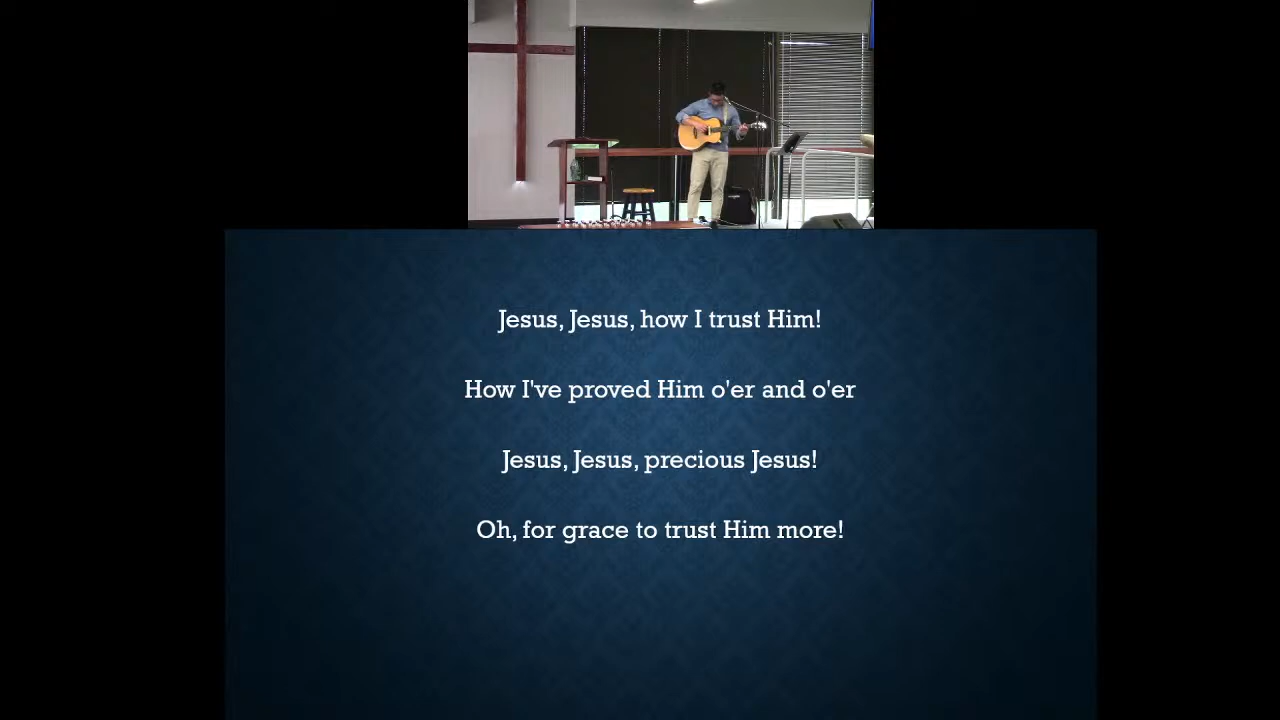 Jesus, Jesus, how I trust Him!
How I've proved Him o'er and o'er
Jesus, Jesus, precious Jesus!
Oh, for grace to trust Him more!